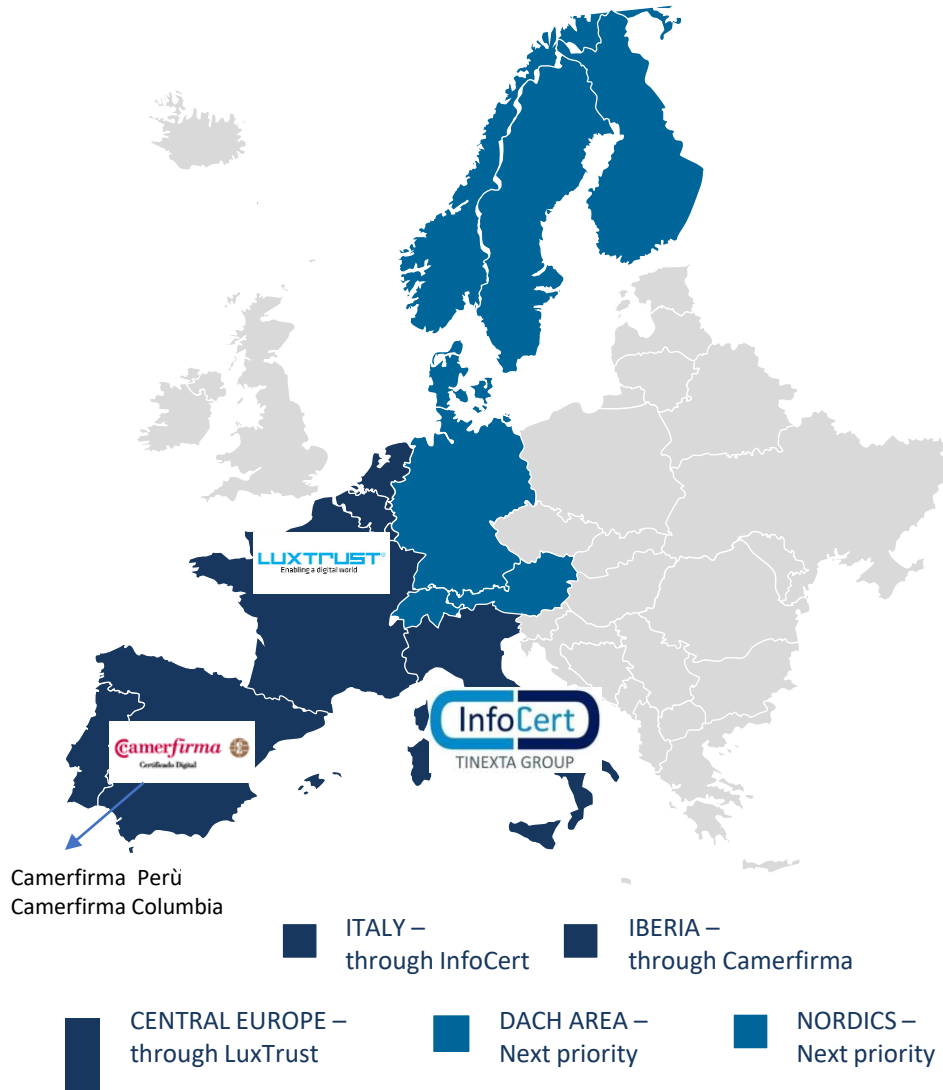 LUXTRUST®
Enabling a digital world
InfoCert
TINEXTA GROUP
Camerfirma
Certificado Digital
Camerfirma Perù
Camerfirma Columbia
ITALY –
through InfoCert
IBERIA –
through Camerfirma
CENTRAL EUROPE –
through LuxTrust
DACH AREA –
Next priority
NORDICS –
Next priority